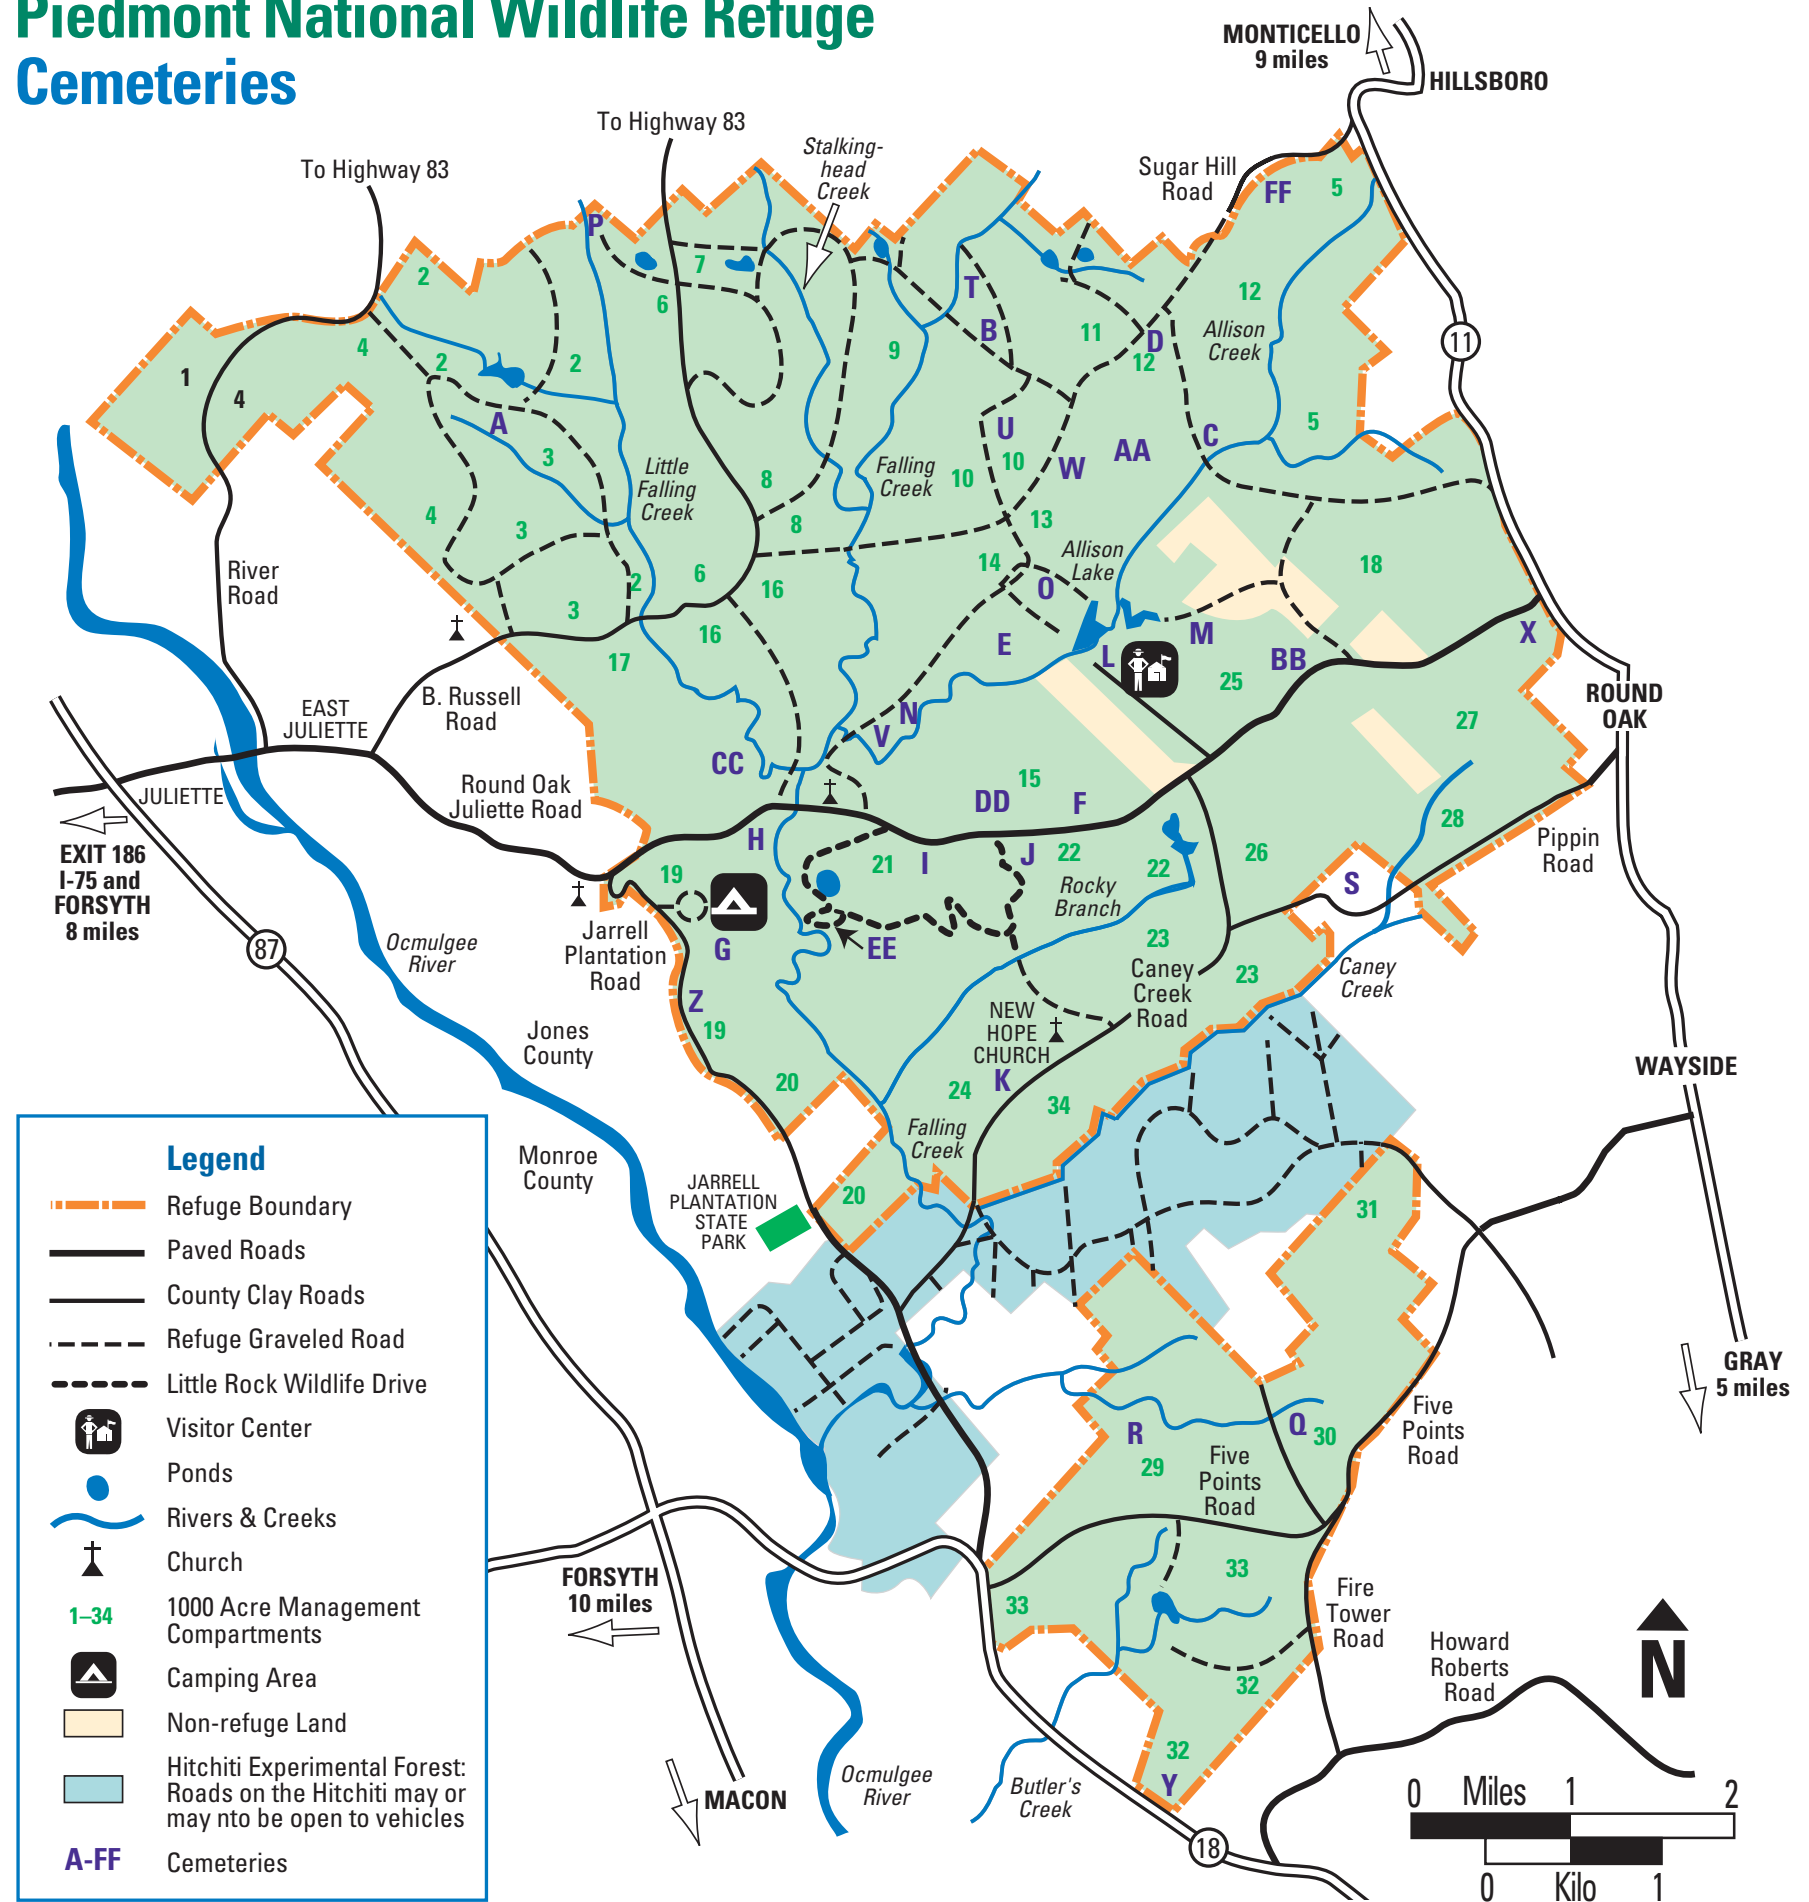 Piedmont National Wildlife Refuge
Cemeteries
MONTICELLO
9 miles
HILLSBORO
To Highway 83
To Highway 83
Stalking-
head
Creek
Sugar Hill
Road
FF
5
P
2
7
6
T
B
9
11
D
12
12
Allison
Creek
11
1
4
4
2
2
A
3
Little
Falling
Creek
8
8
Falling
Creek
10
U
10
W
AA
C
5
4
3
13
14
Allison
Lake
O
18
River
Road
2
6
16
3
16
17
E
L
M
BB
25
X
ROUND
OAK
27
EAST
JULIETTE
B. Russell
Road
N
V
CC
Round Oak
Juliette Road
JULIETTE
15
DD
F
28
Pippin
Road
EXIT 186
I-75 and
FORSYTH
8 miles
H
21
I
J
22
22
26
S
19
Rocky
Branch
87
Ocmulgee
River
Jarrell
Plantation
Road
G
EE
23
Caney
Creek
Road
23
Caney
Creek
Z
19
NEW
HOPE
CHURCH
Jones
County
20
24
K
34
WAYSIDE
Falling
Creek
Monroe
County
JARRELL
PLANTATION
STATE
PARK
20
31
GRAY
5 miles
R
29
Q
30
Five
Points
Road
Five
Points
Road
33
33
FORSYTH
10 miles
Fire
Tower
Road
Howard
Roberts
Road
N
32
32
Y
MACON
Ocmulgee
River
Butler's
Creek
18
0 Miles 1 2
0 Kilo 1
Legend
Refuge Boundary
Paved Roads
County Clay Roads
Refuge Graveled Road
Little Rock Wildlife Drive
Visitor Center
Ponds
Rivers & Creeks
Church
1–34 1000 Acre Management
Compartments
Camping Area
Non-refuge Land
Hitchiti Experimental Forest:
Roads on the Hitchiti may or
may nto be open to vehicles
A-FF Cemeteries